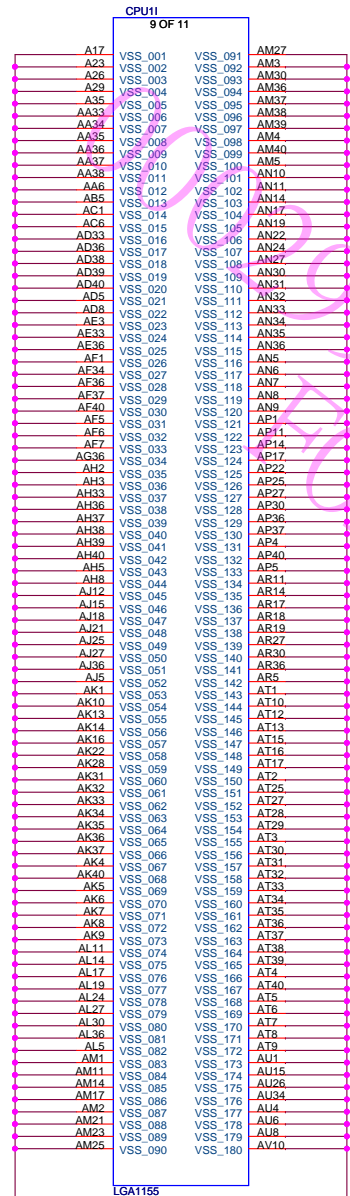 CPU1I
9 OF 11
A17 VSS_001 VSS_091 AM27
A23 VSS_002 VSS_092 AM3
A26 VSS_003 VSS_093 AM30
A29 VSS_004 VSS_094 AM36
A35 VSS_005 VSS_095 AM37
AA33 VSS_006 VSS_096 AM38
AA34 VSS_007 VSS_097 AM39
AA35 VSS_008 VSS_098 AM4
AA36 VSS_009 VSS_099 AM40
AA37 VSS_010 VSS_100 AM5
AA38 VSS_011 VSS_101 AN10
AA6 VSS_012 VSS_102 AN11
AB5 VSS_013 VSS_103 AN14
AC1 VSS_014 VSS_104 AN17
AC6 VSS_015 VSS_105 AN19
AD33 VSS_016 VSS_106 AN22
AD36 VSS_017 VSS_107 AN24
AD38 VSS_018 VSS_108 AN27
AD39 VSS_019 VSS_109 AN30
AD40 VSS_020 VSS_110 AN31
AD5 VSS_021 VSS_111 AN32
AD8 VSS_022 VSS_112 AN33
AE3 VSS_023 VSS_113 AN34
AE33 VSS_024 VSS_114 AN35
AE36 VSS_025 VSS_115 AN36
AF1 VSS_026 VSS_116 AN5
AF34 VSS_027 VSS_117 AN6
AF36 VSS_028 VSS_118 AN7
AF37 VSS_029 VSS_119 AN8
AF40 VSS_030 VSS_120 AN9
AF5 VSS_031 VSS_121 AP1
AF6 VSS_032 VSS_122 AP11
AF7 VSS_033 VSS_123 AP14
AG36 VSS_034 VSS_124 AP17
AH2 VSS_035 VSS_125 AP22
AH3 VSS_036 VSS_126 AP25
AH33 VSS_037 VSS_127 AP27
AH36 VSS_038 VSS_128 AP30
AH37 VSS_039 VSS_129 AP36
AH38 VSS_040 VSS_130 AP37
AH39 VSS_041 VSS_131 AP4
AH40 VSS_042 VSS_132 AP40
AH5 VSS_043 VSS_133 AP5
AH8 VSS_044 VSS_134 AR11
AJ12 VSS_045 VSS_135 AR14
AJ15 VSS_046 VSS_136 AR17
AJ18 VSS_047 VSS_137 AR18
AJ21 VSS_048 VSS_138 AR19
AJ25 VSS_049 VSS_139 AR27
AJ27 VSS_050 VSS_140 AR30
AJ36 VSS_051 VSS_141 AR36
AJ5 VSS_052 VSS_142 AR5
AK1 VSS_053 VSS_143 AT1
AK10 VSS_054 VSS_144 AT10
AK13 VSS_055 VSS_145 AT12
AK14 VSS_056 VSS_146 AT13
AK16 VSS_057 VSS_147 AT15
AK22 VSS_058 VSS_148 AT16
AK28 VSS_059 VSS_149 AT17
AK31 VSS_060 VSS_150 AT2
AK32 VSS_061 VSS_151 AT25
AK33 VSS_062 VSS_152 AT27
AK34 VSS_063 VSS_153 AT28
AK35 VSS_064 VSS_154 AT29
AK36 VSS_065 VSS_155 AT3
AK37 VSS_066 VSS_156 AT30
AK4 VSS_067 VSS_157 AT31
AK40 VSS_068 VSS_158 AT32
AK5 VSS_069 VSS_159 AT33
AK6 VSS_070 VSS_160 AT34
AK7 VSS_071 VSS_161 AT35
AK8 VSS_072 VSS_162 AT36
AK9 VSS_073 VSS_163 AT37
AL11 VSS_074 VSS_164 AT38
AL14 VSS_075 VSS_165 AT39
AL17 VSS_076 VSS_166 AT4
AL19 VSS_077 VSS_167 AT40
AL24 VSS_078 VSS_168 AT5
AL27 VSS_079 VSS_169 AT6
AL30 VSS_080 VSS_170 AT7
AL36 VSS_081 VSS_171 AT8
AL5 VSS_082 VSS_172 AT9
AM1 VSS_083 VSS_173 AU1
AM11 VSS_084 VSS_174 AU15
AM14 VSS_085 VSS_175 AU26
AM17 VSS_086 VSS_176 AU34
AM2 VSS_087 VSS_177 AU4
AM21 VSS_088 VSS_178 AU6
AM23 VSS_089 VSS_179 AU8
AM25 VSS_090 VSS_180 AV10
LGA1155